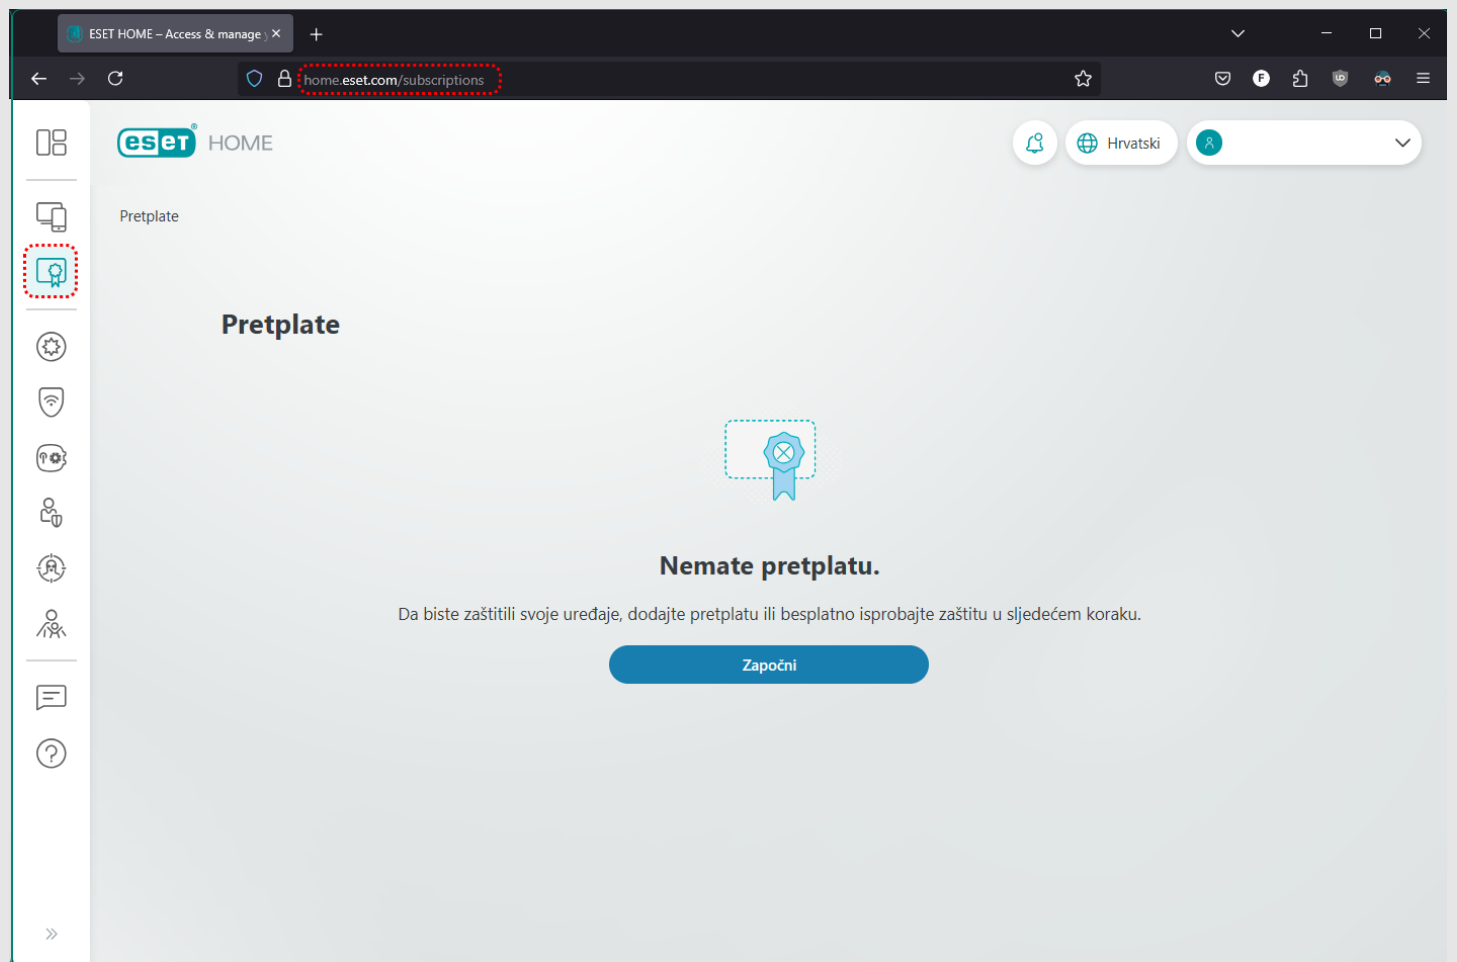 ESET HOME – Access & manage y
home.eset.com/subscriptions
eset® HOME
Hrvatski
Pretplate
Pretplate
Nemate pretplatu.
Da biste zaštitili svoje uređaje, dodajte pretplatu ili besplatno isprobajte zaštitu u sljedećem koraku.
Započni